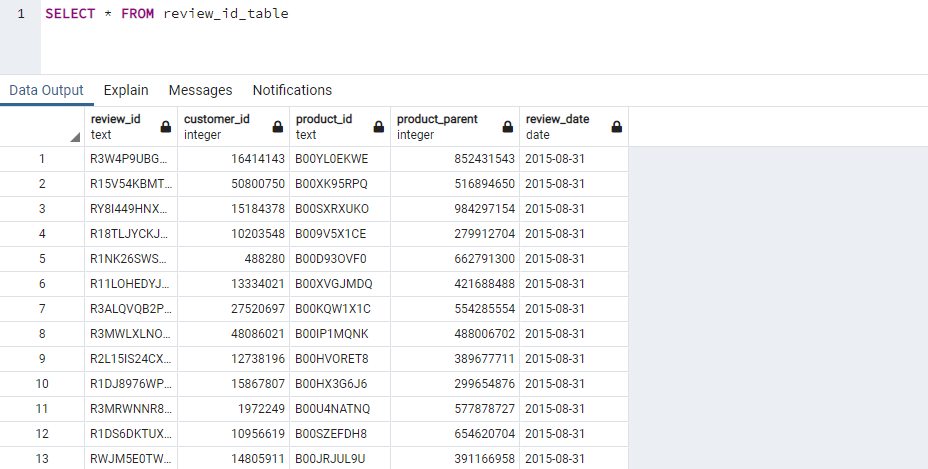 1 SELECT * FROM review_id_table
Data Output Explain Messages Notifications
review_id customer_id product_id product_parent review_date
text integer text integer date
1 R3W4P9UBG... 16414143 B00YL0EKWE 852431543 2015-08-31
2 R15V54KBMT... 50800750 B00XK95RPQ 516894650 2015-08-31
3 RY8I449HNX... 15184378 B00SXRXUKO 984297154 2015-08-31
4 R18TLJYCKJ... 10203548 B009V5X1CE 279912704 2015-08-31
5 R1NK26SWS... 488280 B00D93OVF0 662791300 2015-08-31
6 R11LOHEDYJ... 13334021 B00XVGJMDQ 421688488 2015-08-31
7 R3ALQVQB2P... 27520697 B00KQW1X1C 554285554 2015-08-31
8 R3MWLXLNO... 48086021 B00IP1MQNK 488006702 2015-08-31
9 R2L15IS24CX... 12738196 B00HVORET8 389677711 2015-08-31
10 R1DJ8976WP... 15867807 B00HX3G6J6 299654876 2015-08-31
11 R3MRWNNR8... 1972249 B00U4NATNQ 577878727 2015-08-31
12 R1DS6DKTUX... 10956619 B00SZEFDH8 654620704 2015-08-31
13 RWJM5E0TW... 14805911 B00JRJUL9U 391166958 2015-08-31